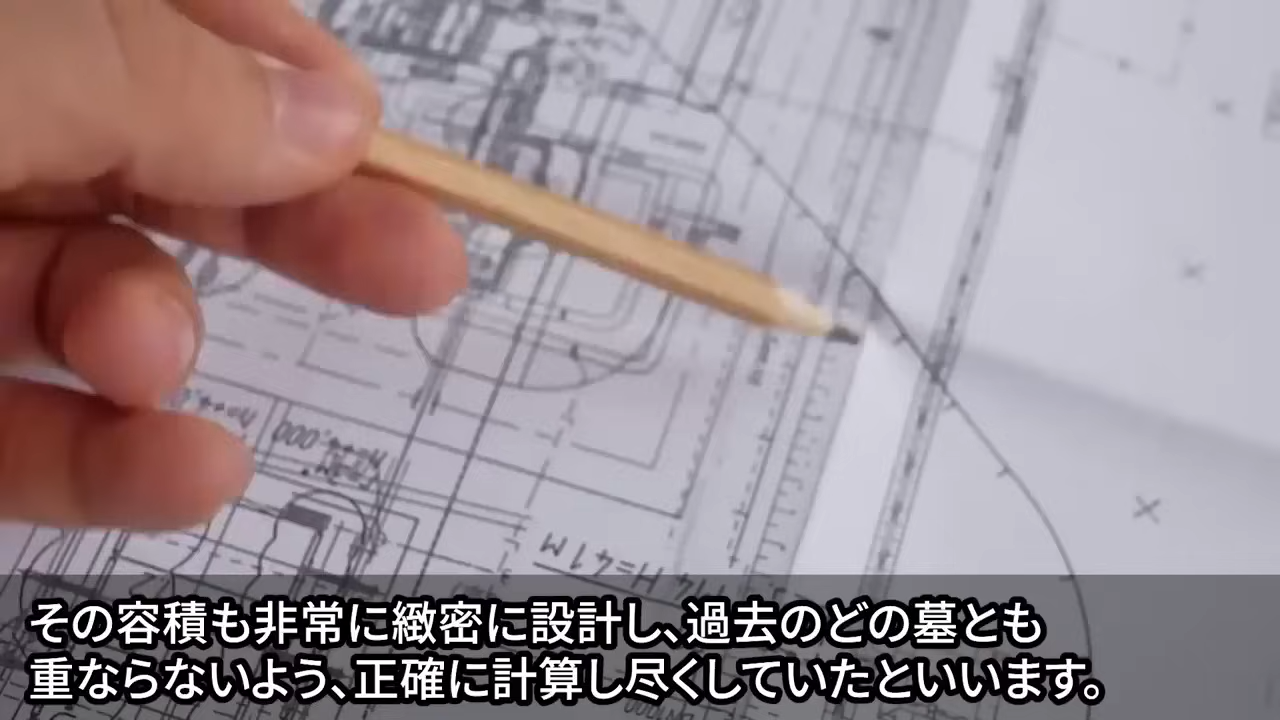 その容積も非常に緻密に設計し、過去のどの墓とも
重ならないよう、正確に計算し尽くしていたといいます。
H=41M